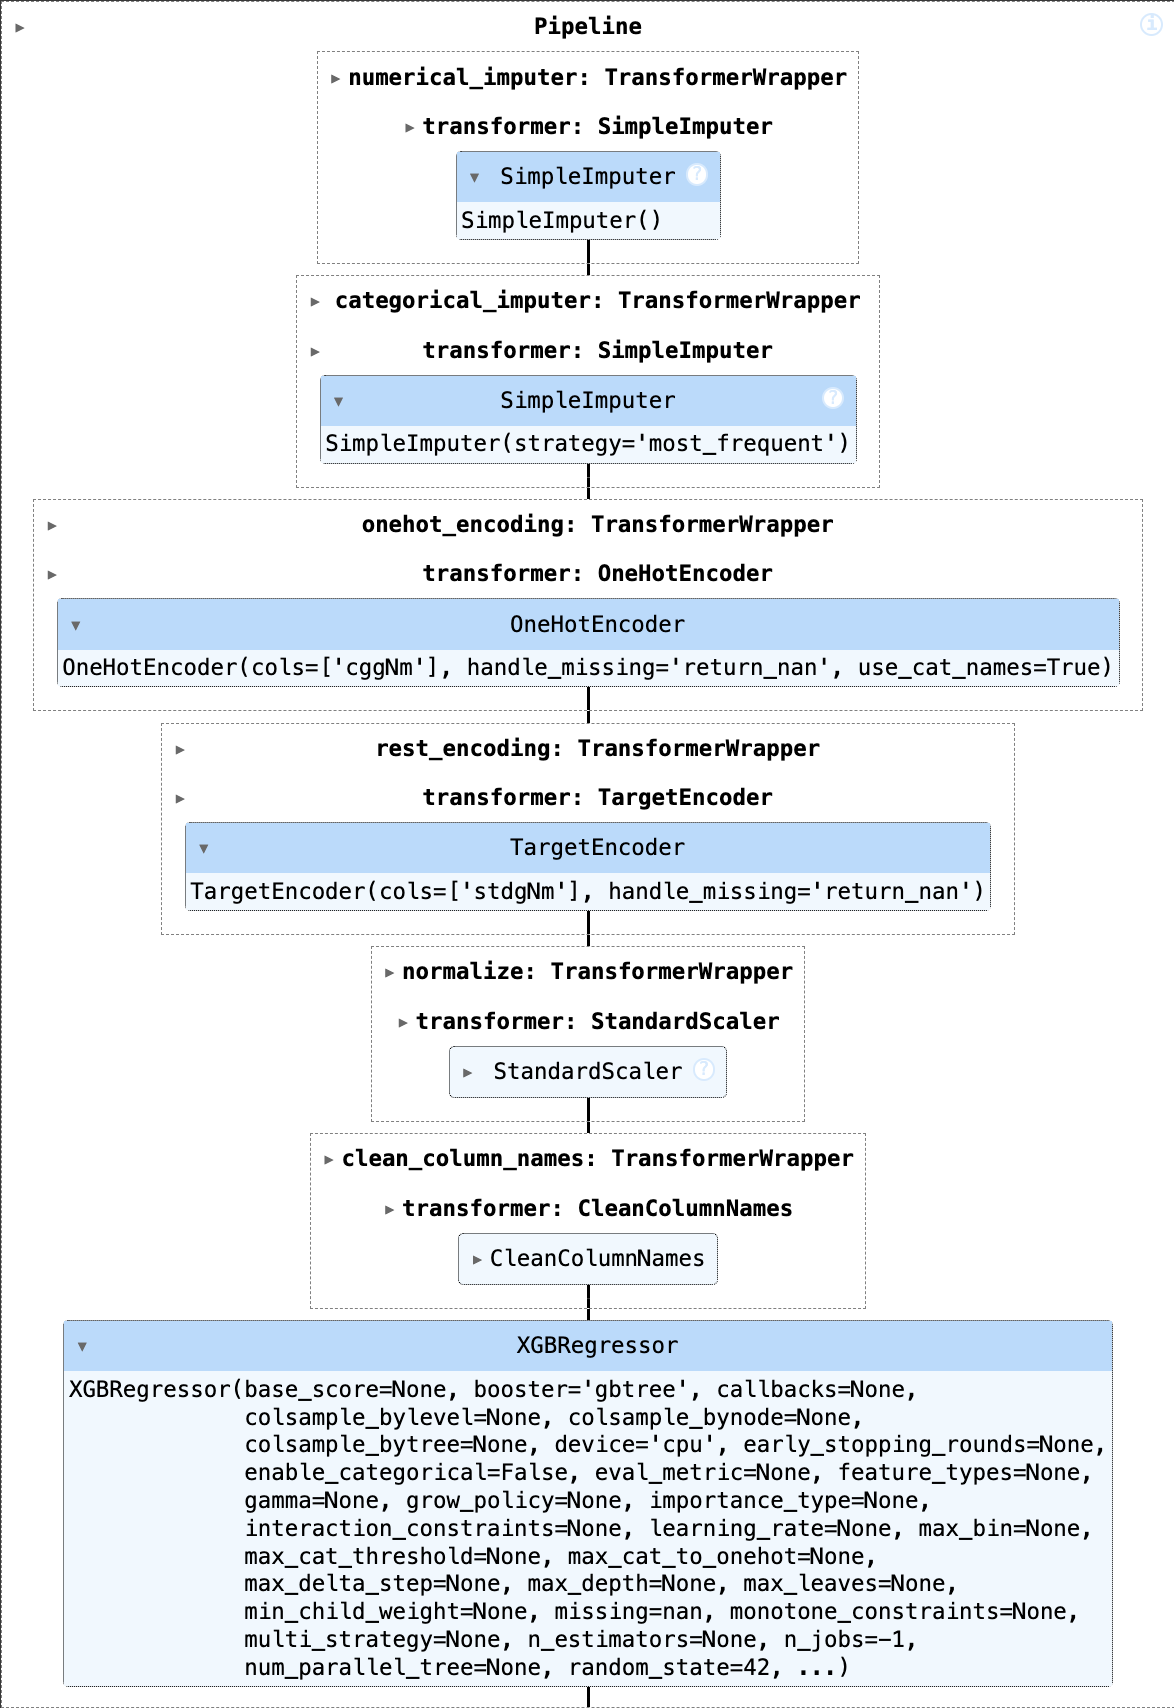 Pipeline
numerical_imputer: TransformerWrapper
transformer: SimpleImputer
SimpleImputer ?
SimpleImputer()
categorical_imputer: TransformerWrapper
transformer: SimpleImputer
SimpleImputer ?
SimpleImputer(strategy='most_frequent')
onehot_encoding: TransformerWrapper
transformer: OneHotEncoder
OneHotEncoder
OneHotEncoder(cols=['cggNm'], handle_missing='return_nan', use_cat_names=True)
rest_encoding: TransformerWrapper
transformer: TargetEncoder
TargetEncoder
TargetEncoder(cols=['stdgNm'], handle_missing='return_nan')
normalize: TransformerWrapper
transformer: StandardScaler
StandardScaler ?
clean_column_names: TransformerWrapper
transformer: CleanColumnNames
CleanColumnNames
XGBRegressor
XGBRegressor(base_score=None, booster='gbtree', callbacks=None,
colsample_bylevel=None, colsample_bynode=None,
colsample_bytree=None, device='cpu', early_stopping_rounds=None,
enable_categorical=False, eval_metric=None, feature_types=None,
gamma=None, grow_policy=None, importance_type=None,
interaction_constraints=None, learning_rate=None, max_bin=None,
max_cat_threshold=None, max_cat_to_onehot=None,
max_delta_step=None, max_depth=None, max_leaves=None,
min_child_weight=None, missing=nan, monotone_constraints=None,
multi_strategy=None, n_estimators=None, n_jobs=-1,
num_parallel_tree=None, random_state=42, ...)